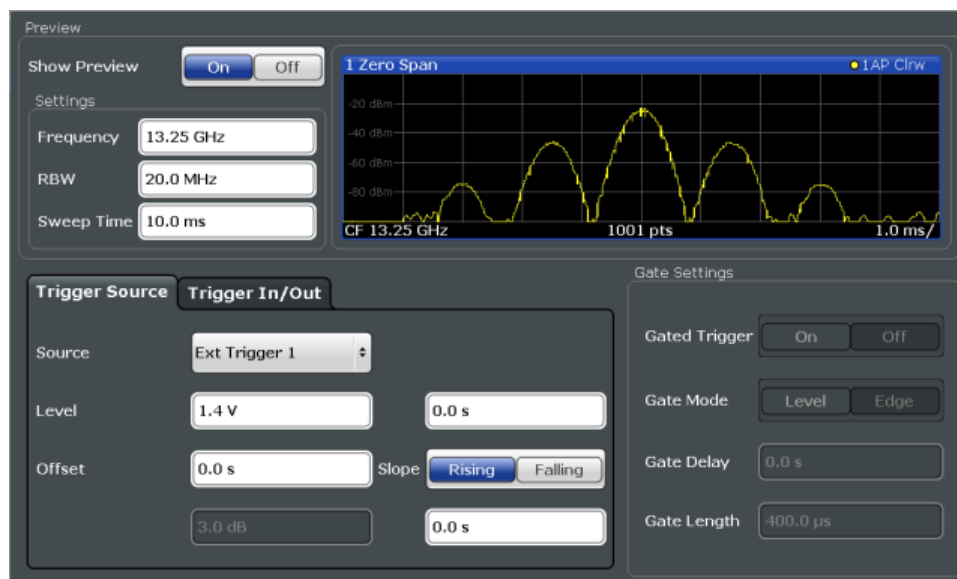 Preview
Show Preview On Off
Settings
Frequency 13.25 GHz
RBW 20.0 MHz
Sweep Time 10.0 ms
1 Zero Span 1AP Clrw
-20 dBm
-40 dBm
-60 dBm
-80 dBm
CF 13.25 GHz 1001 pts 1.0 ms/
Trigger Source Trigger In/Out
Source Ext Trigger 1
Level 1.4 V 0.0 s
Offset 0.0 s Slope Rising Falling
3.0 dB 0.0 s
Gate Settings
Gated Trigger On Off
Gate Mode Level Edge
Gate Delay 0.0 s
Gate Length 400.0 µs